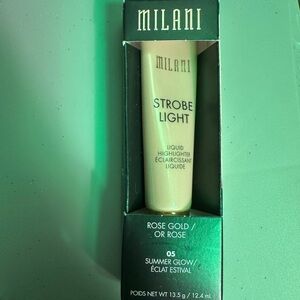 MILANI
MILANI
STROBE
LIGHT
LIQUID
HIGHLIGHTER
ÉCLAIRCISSANT
LIQUIDE
ROSE GOLD /
OR ROSE
05
SUMMER GLOW/
ÉCLAT ESTIVAL
POIDS NET WT 13.5 g / 12.4 mL